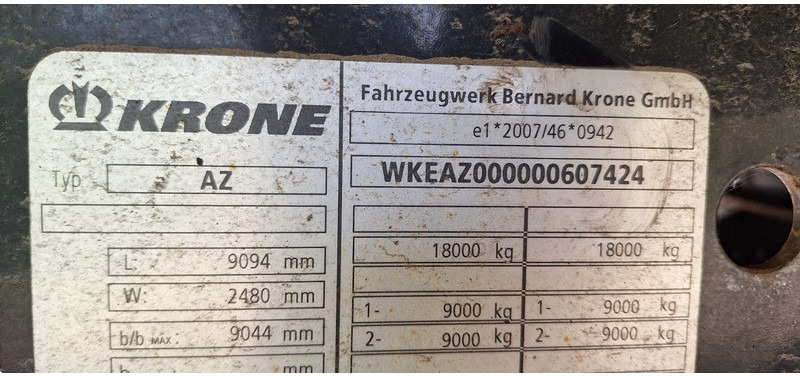 KRONE
Typ AZ
L: 9094 mm
W: 2480 mm
b/b MAX.: 9044 mm
h mm
Fahrzeugwerk Bernard Krone GmbH
e1*2007/46*0942
WKEAZ000000607424
18000 kg 18000 kg
1- 9000 kg 1- 9000 kg
2- 9000 kg 2- 9000 kg